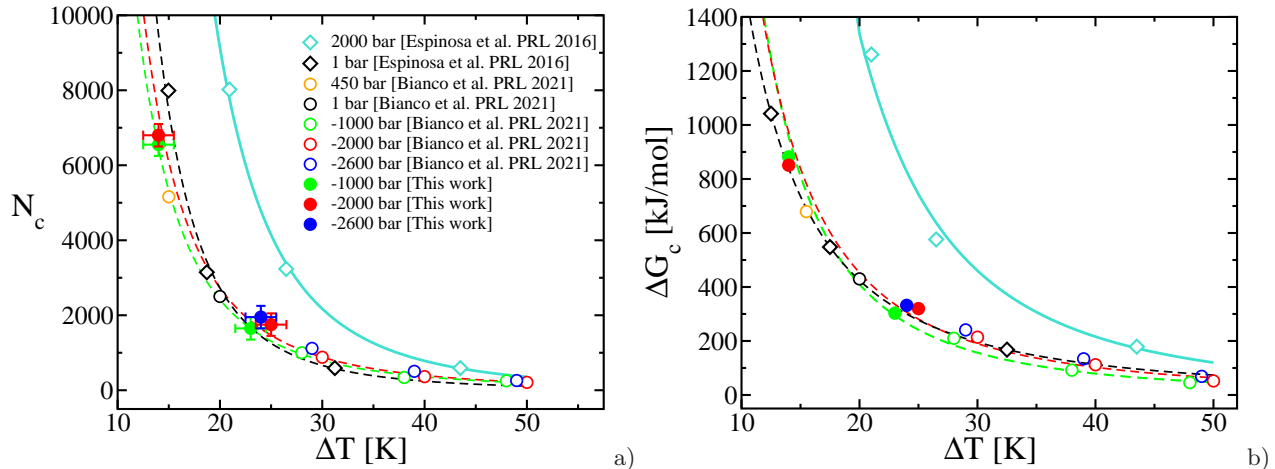 10000
8000
6000
4000
2000
0
N_c
10
20
30
40
50
ΔT [K]
a)
2000 bar [Espinosa et al. PRL 2016]
1 bar [Espinosa et al. PRL 2016]
450 bar [Bianco et al. PRL 2021]
1 bar [Bianco et al. PRL 2021]
-1000 bar [Bianco et al. PRL 2021]
-2000 bar [Bianco et al. PRL 2021]
-2600 bar [Bianco et al. PRL 2021]
-1000 bar [This work]
-2000 bar [This work]
-2600 bar [This work]
1400
1200
1000
800
600
400
200
0
ΔG_c [kJ/mol]
10
20
30
40
50
ΔT [K]
b)